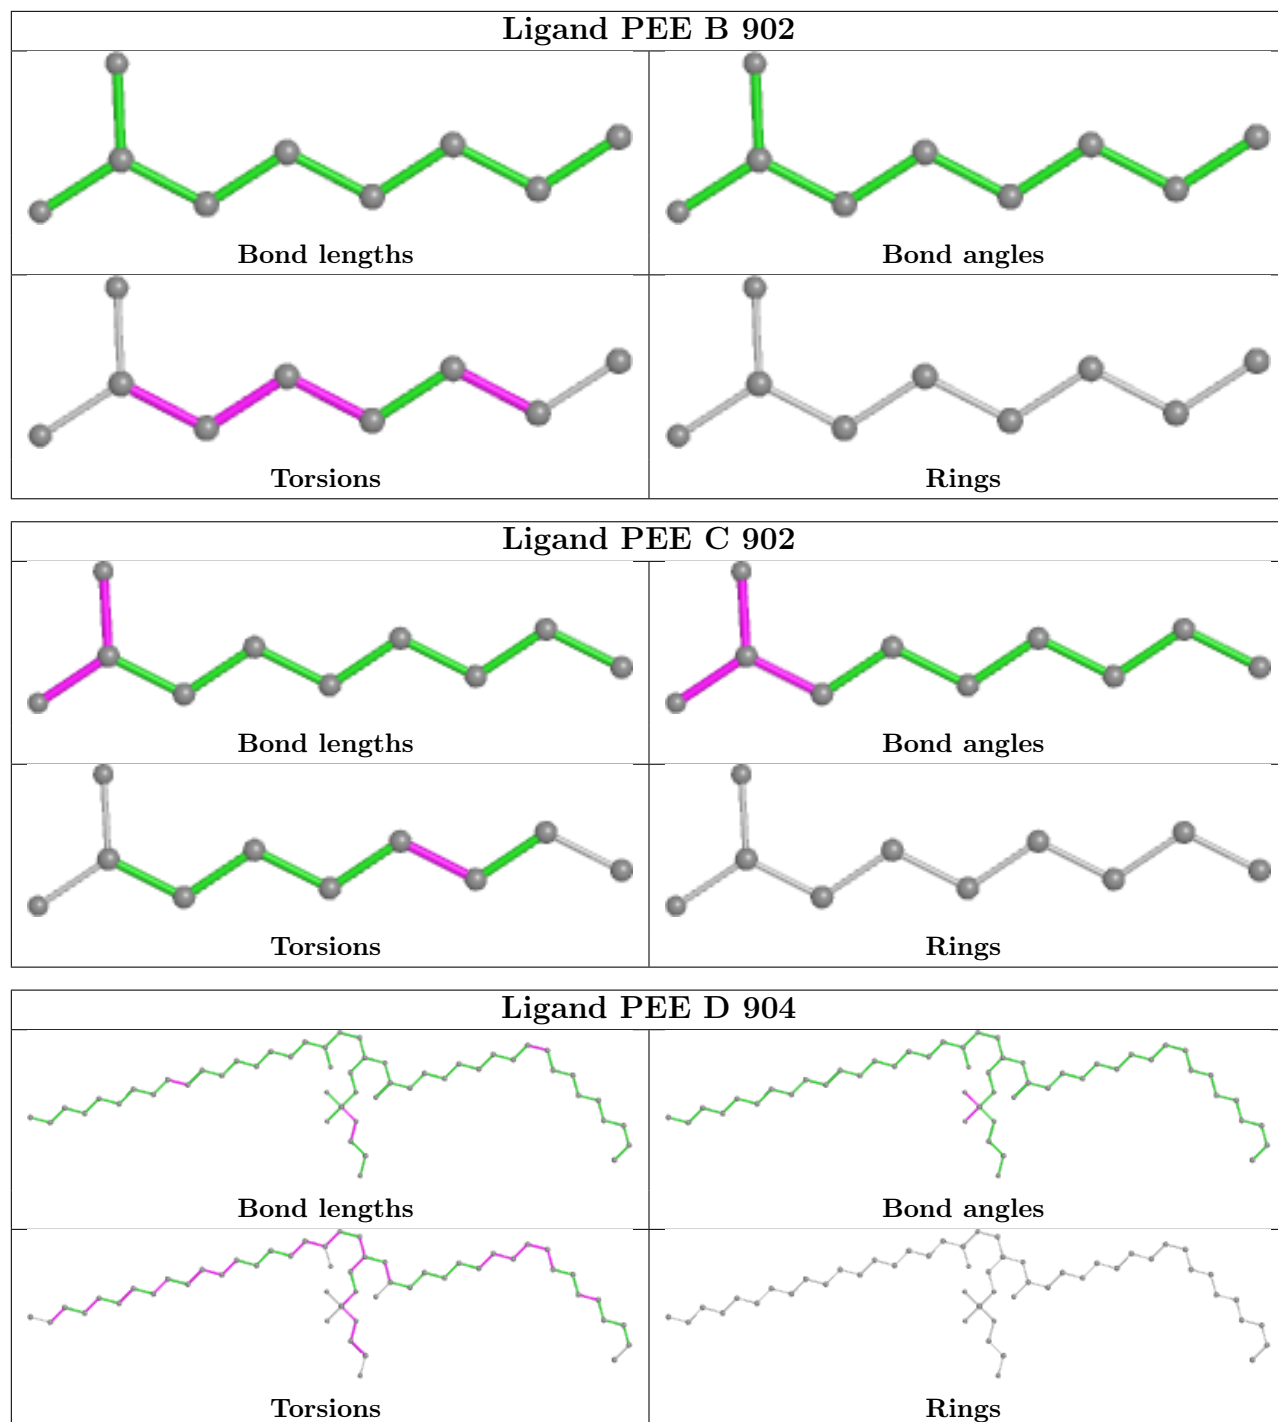 Ligand PEE B 902
Bond lengths
Bond angles
Torsions
Rings
Ligand PEE C 902
Bond lengths
Bond angles
Torsions
Rings
Ligand PEE D 904
Bond lengths
Bond angles
Torsions
Rings